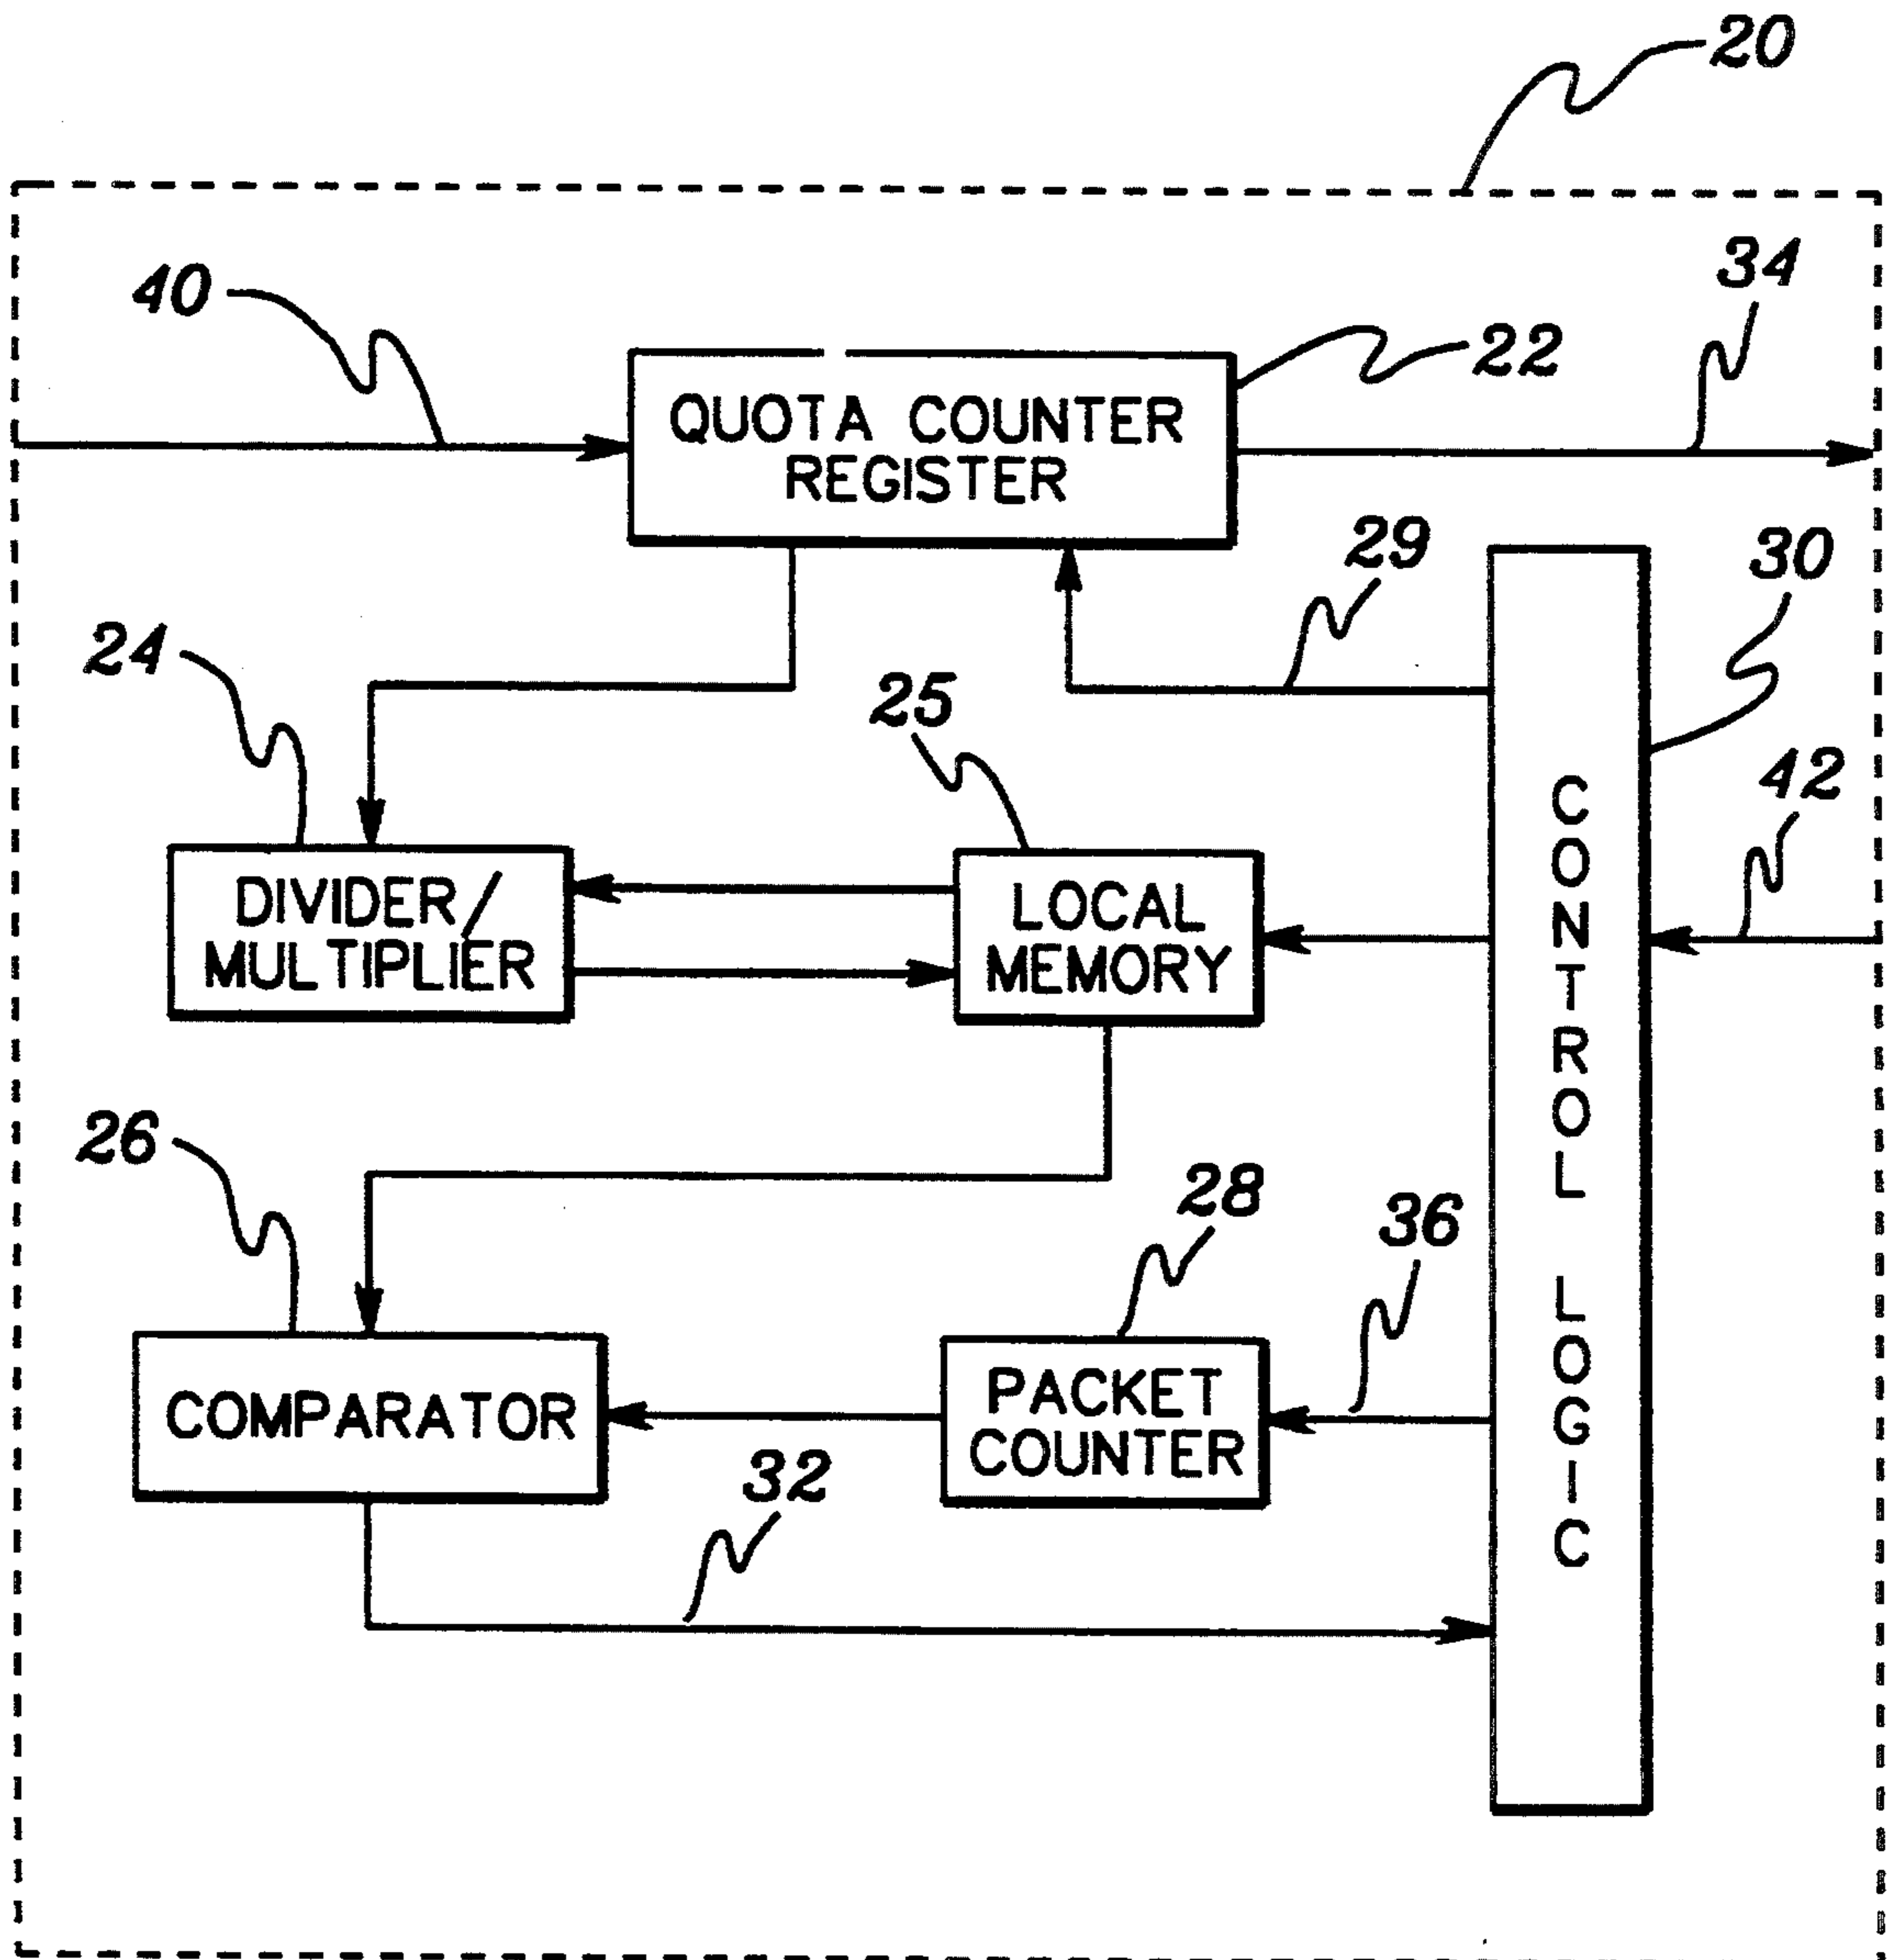 20
34
40
22
QUOTA COUNTER
REGISTER
29
30
24
25
42
DIVIDER/
MULTIPLIER
LOCAL
MEMORY
CONTROL LOGIC
26
28
36
COMPARATOR
PACKET
COUNTER
32